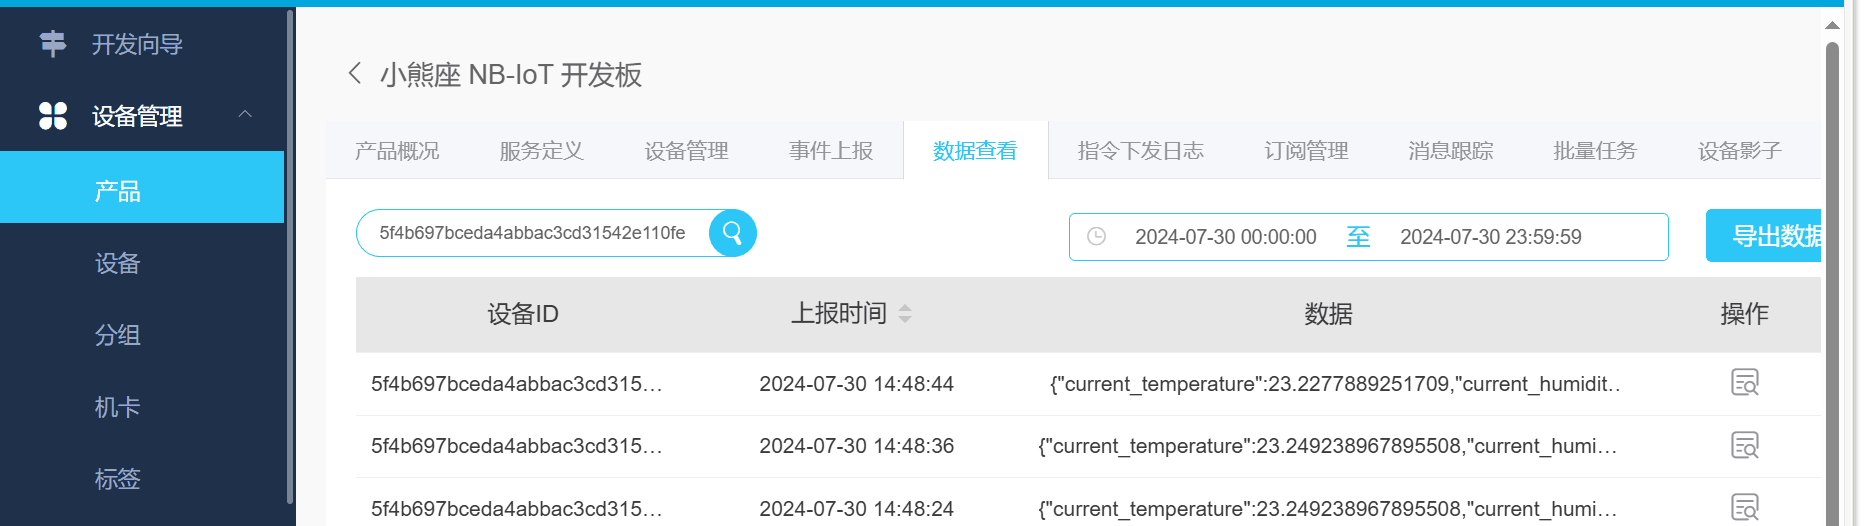 开发向导
设备管理
产品
设备
分组
机卡
标签
小熊座 NB-IoT 开发板
产品概况 服务定义 设备管理 事件上报 数据查看 指令下发日志 订阅管理 消息跟踪 批量任务 设备影子
5f4b697bceda4abbac3cd31542e110fe 2024-07-30 00:00:00 至 2024-07-30 23:59:59 导出数据
设备ID 上报时间 数据 操作
5f4b697bceda4abbac3cd315... 2024-07-30 14:48:44 {"current_temperature":23.2277889251709,"current_humidit..
5f4b697bceda4abbac3cd315... 2024-07-30 14:48:36 {"current_temperature":23.249238967895508,"current_humi...
5f4b697bceda4abbac3cd315... 2024-07-30 14:48:24 {"current_temperature":23.249238967895508,"current_humi...